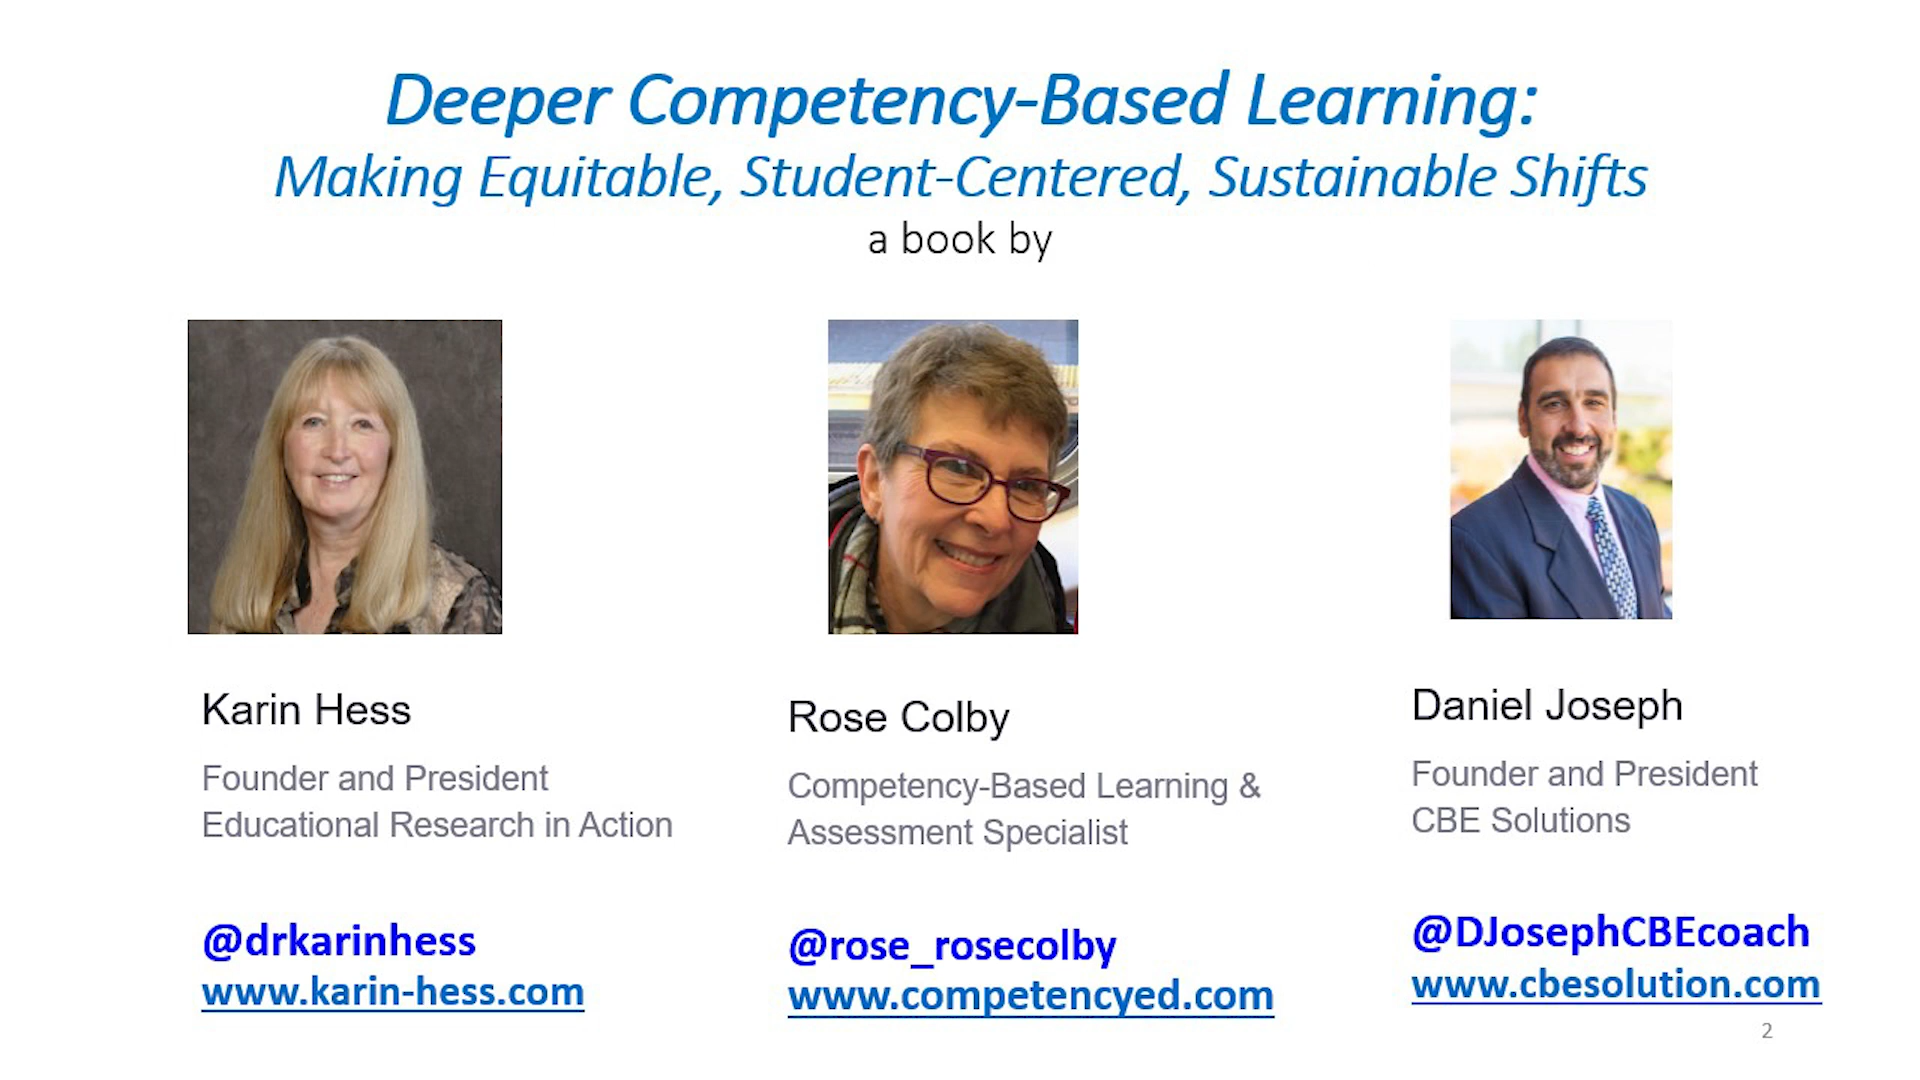 Deeper Competency-Based Learning:
Making Equitable, Student-Centered, Sustainable Shifts
a book by
Karin Hess
Founder and President
Educational Research in Action
@drkarinhess
www.karin-hess.com
Rose Colby
Competency-Based Learning &
Assessment Specialist
@rose_rosecolby
www.competencyed.com
Daniel Joseph
Founder and President
CBE Solutions
@DJosephCBEcoach
www.cbesolution.com
2